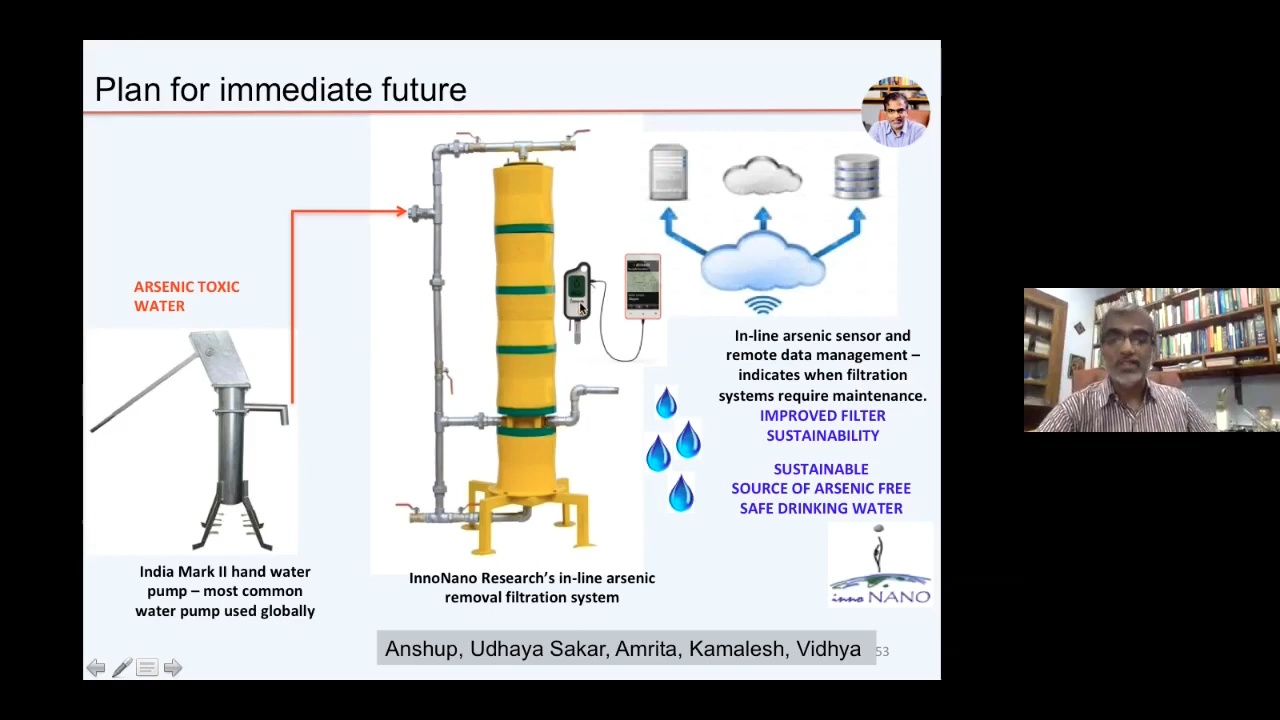 Plan for immediate future
ARSENIC TOXIC
WATER
In-line arsenic sensor and
remote data management –
indicates when filtration
systems require maintenance.
IMPROVED FILTER
SUSTAINABILITY
SUSTAINABLE
SOURCE OF ARSENIC FREE
SAFE DRINKING WATER
India Mark II hand water
pump – most common
water pump used globally
InnoNano Research's in-line arsenic
removal filtration system
inno NANO
Anshup, Udhaya Sakar, Amrita, Kamalesh, Vidhya
53